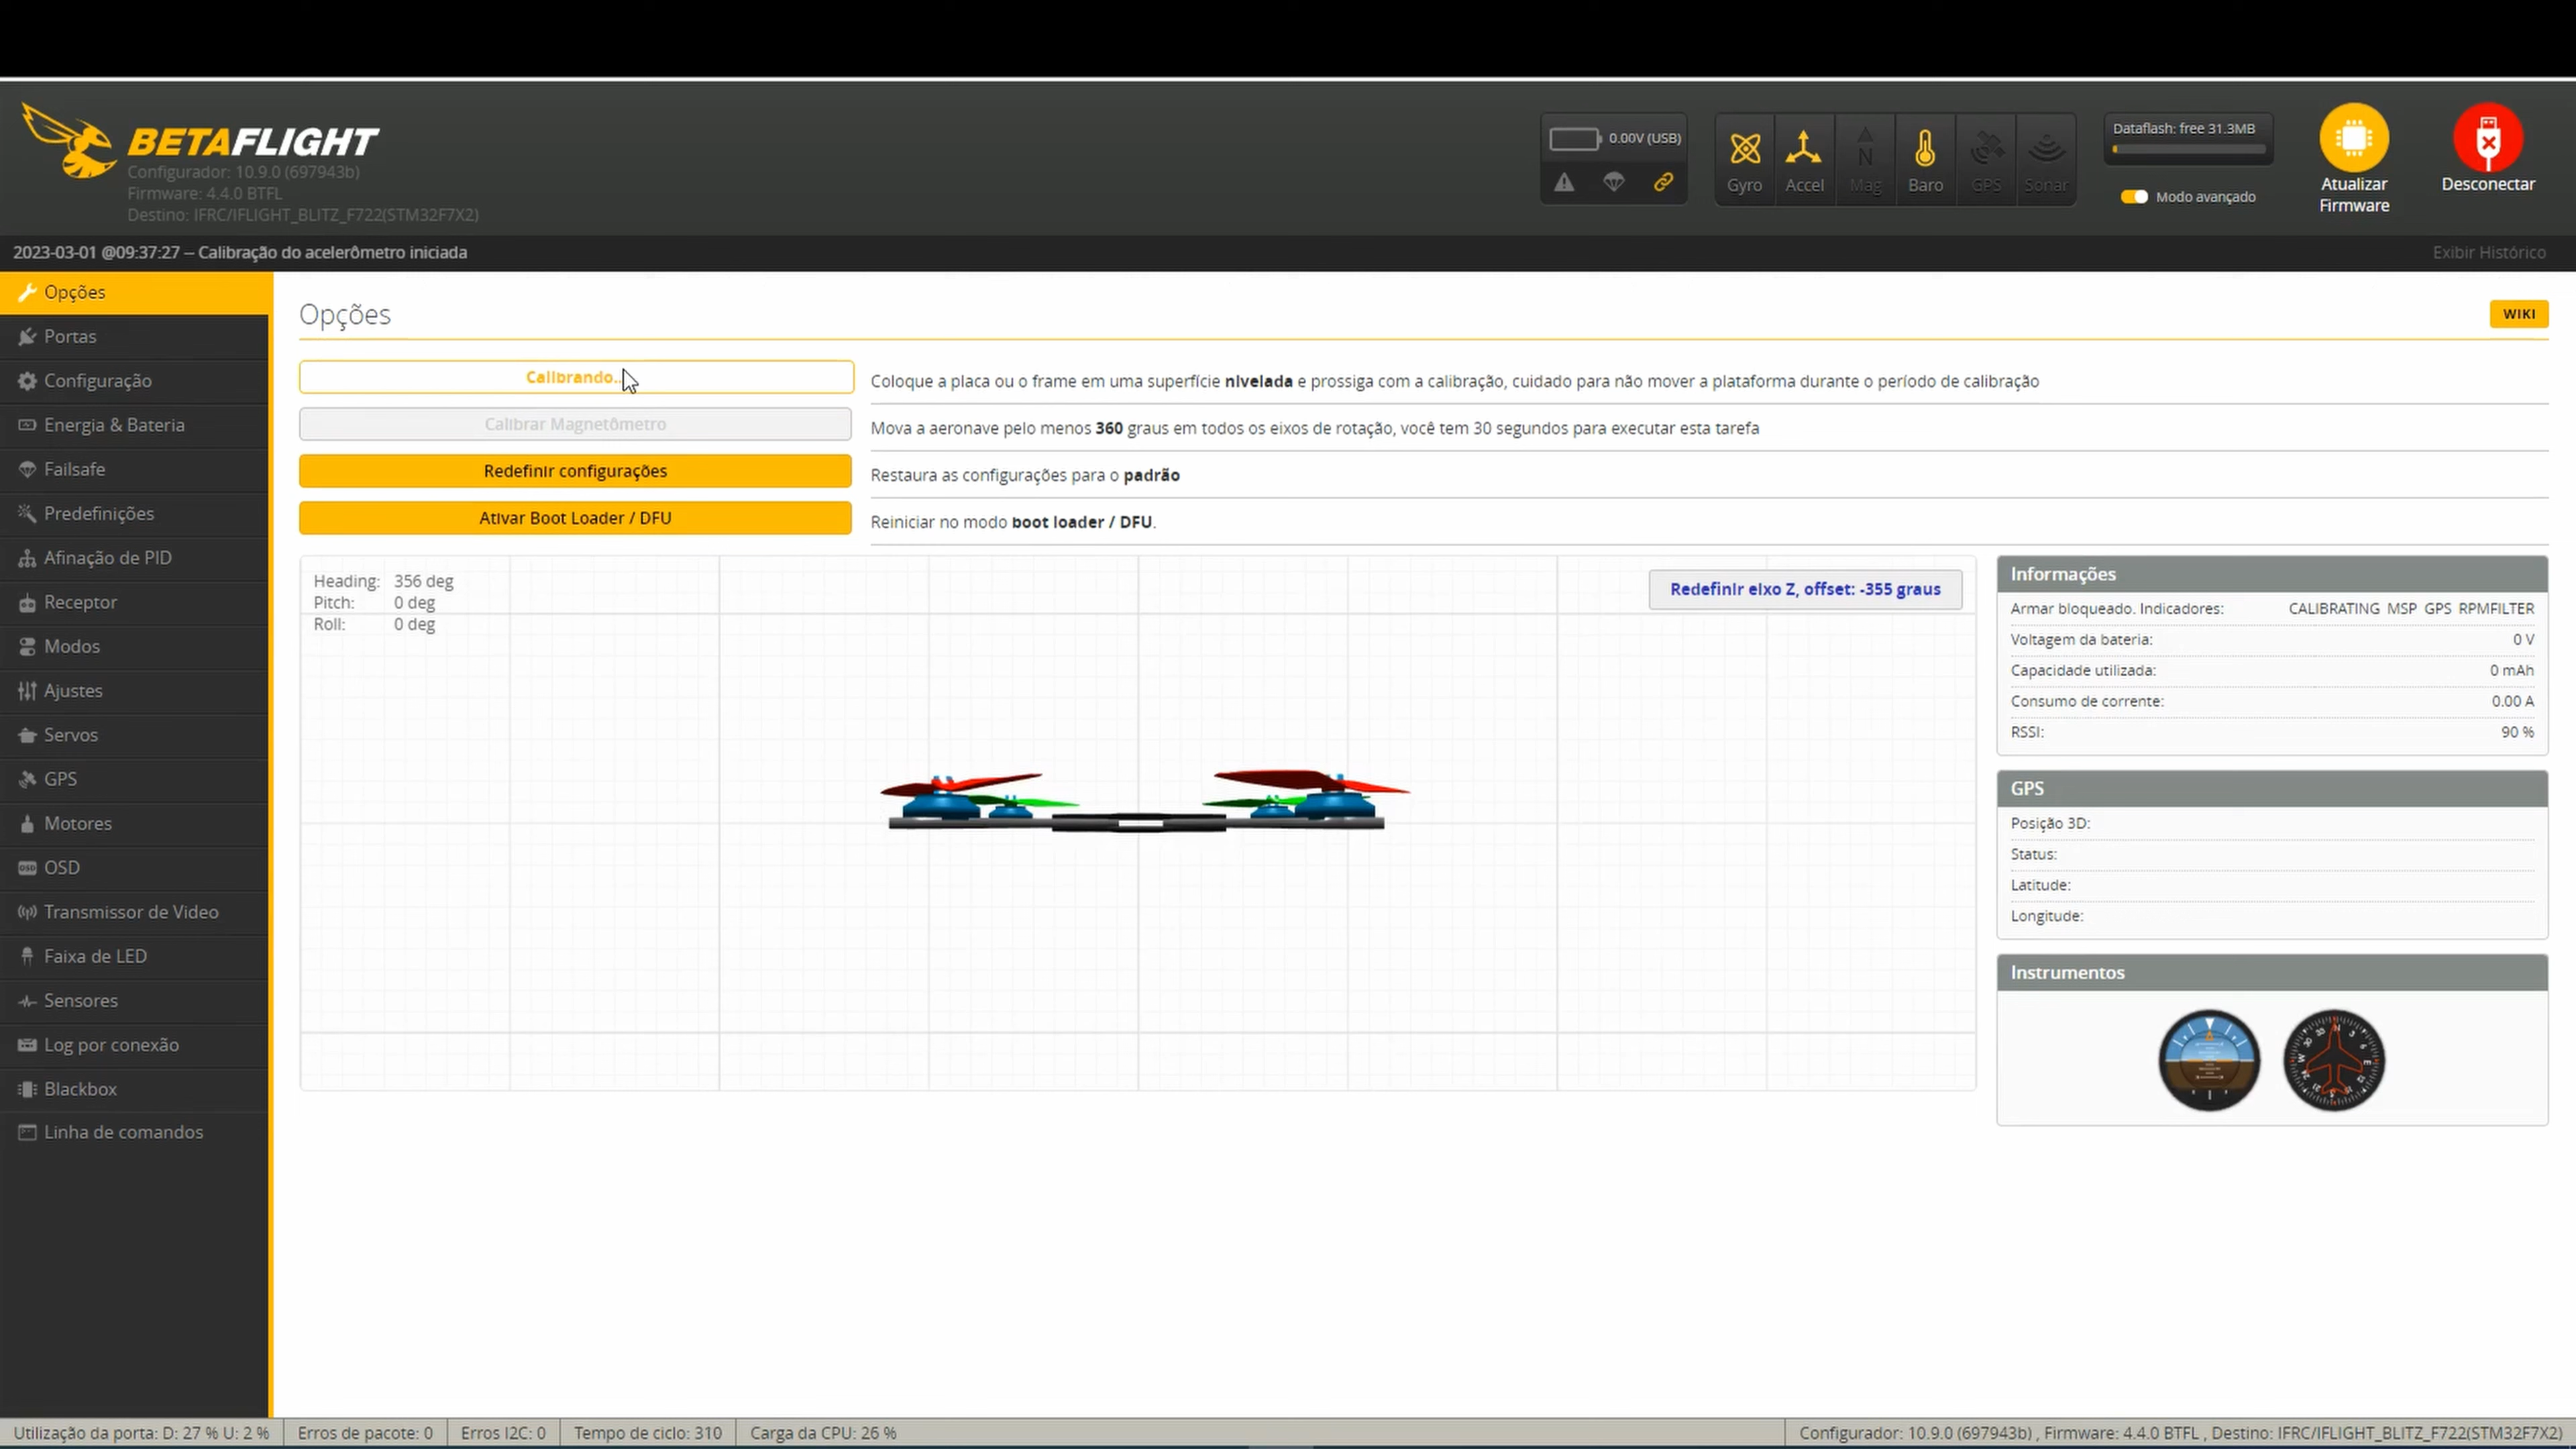 BETAFLIGHT
Configurador: 10.9.0 (697943b)
Firmware: 4.4.0 BTFL
Destino: IFRC/IFLIGHT_BLITZ_F722(STM32F7X2)
0.00V (USB)
Gyro
Accel
N
Mag
Baro
GPS
Sonar
Dataflash: free 31.3MB
Modo avançado
Atualizar
Firmware
Desconectar
2023-03-01 @09:37:27 -- Calibração do acelerômetro iniciada
Exibir Histórico
Opções
Portas
Configuração
Energia & Bateria
Failsafe
Predefinições
Afinação de PID
Receptor
Modos
Ajustes
Servos
GPS
Motores
OSD
Transmissor de Video
Faixa de LED
Sensores
Log por conexão
Blackbox
Linha de comandos
Opções
WIKI
Calibrando..
Coloque a placa ou o frame em uma superfície nivelada e prossiga com a calibração, cuidado para não mover a plataforma durante o período de calibração
Calibrar Magnetômetro
Mova a aeronave pelo menos 360 graus em todos os eixos de rotação, você tem 30 segundos para executar esta tarefa
Redefinir configurações
Restaura as configurações para o padrão
Ativar Boot Loader / DFU
Reiniciar no modo boot loader / DFU.
Heading: 356 deg
Pitch: 0 deg
Roll: 0 deg
Redefinir eixo Z, offset: -355 graus
Informações
Armar bloqueado. Indicadores: CALIBRATING MSP GPS RPMFILTER
Voltagem da bateria: 0 V
Capacidade utilizada: 0 mAh
Consumo de corrente: 0.00 A
RSSI: 90 %
GPS
Posição 3D:
Status:
Latitude:
Longitude:
Instrumentos
Utilização da porta: D: 27 % U: 2 %
Erros de pacote: 0
Erros I2C: 0
Tempo de ciclo: 310
Carga da CPU: 26 %
Configurador: 10.9.0 (697943b) , Firmware: 4.4.0 BTFL , Destino: IFRC/IFLIGHT_BLITZ_F722(STM32F7X2)